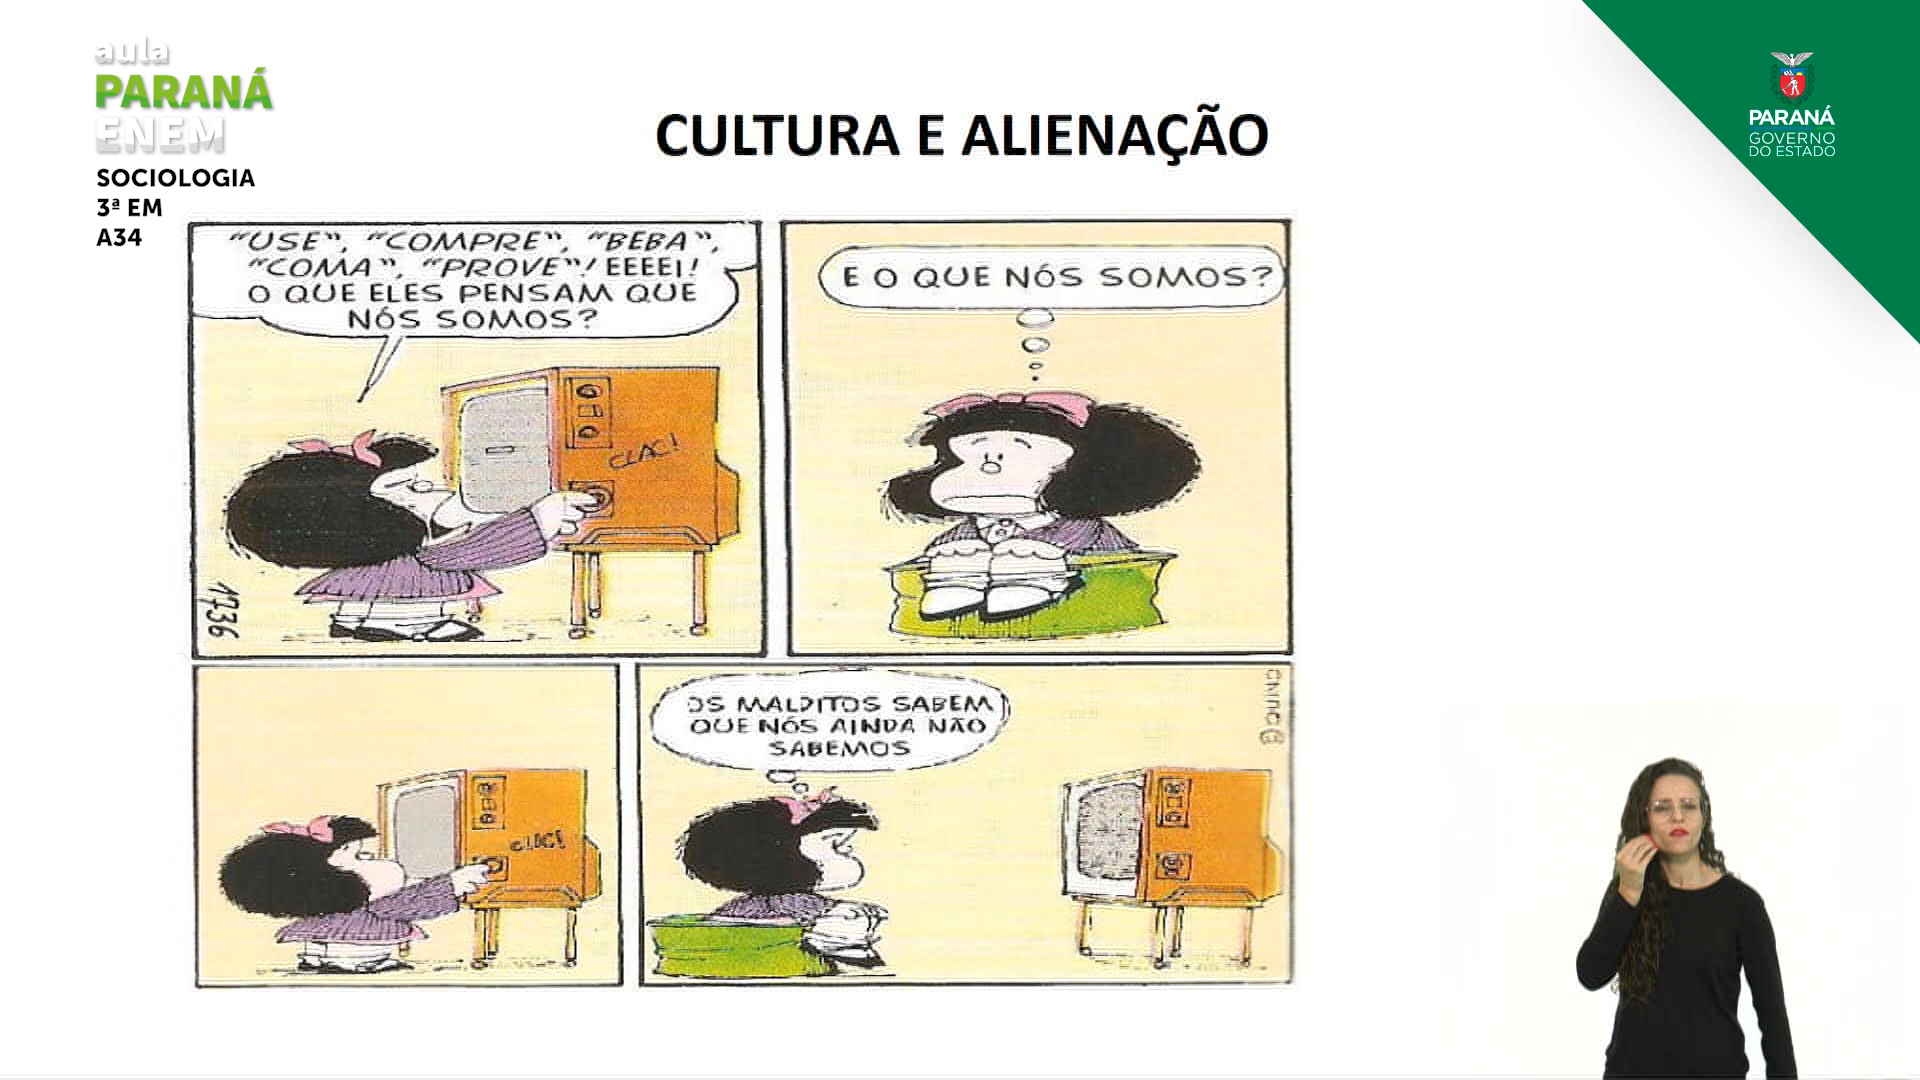 aula
PARANÁ
ENEM
SOCIOLOGIA
3ª EM
A34
CULTURA E ALIENAÇÃO
PARANÁ
GOVERNO
DO ESTADO
"USE", "COMPRE", "BEBA",
"COMA", "PROVE"! EEEEI!
O QUE ELES PENSAM QUE
NÓS SOMOS?
CLAC!
1736
E O QUE NÓS SOMOS?
CLIC!
OS MALDITOS SABEM
QUE NÓS AINDA NÃO
SABEMOS